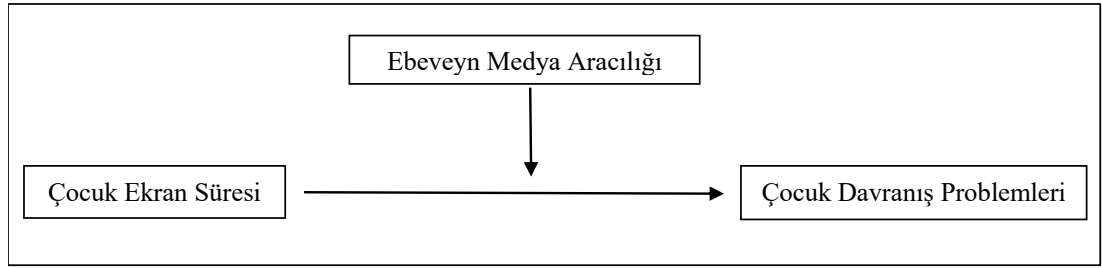 Ebeveyn Medya Aracılığı
Çocuk Ekran Süresi
Çocuk Davranış Problemleri